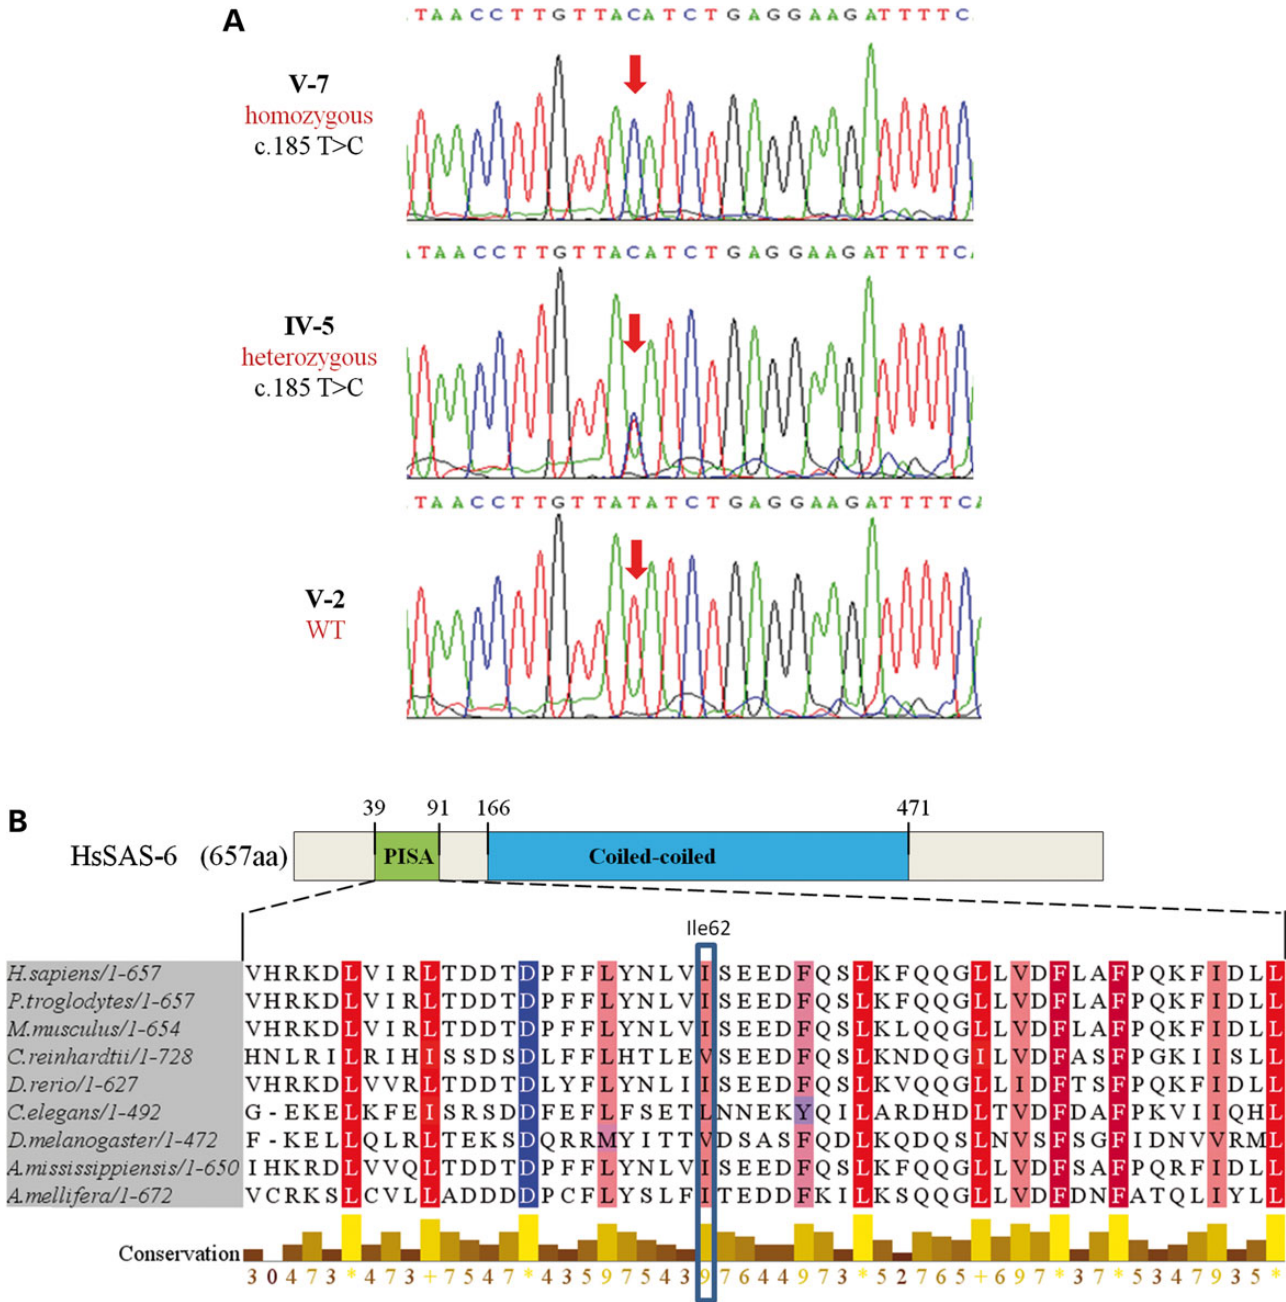 A
TAACCTTGTTACATCTGAGGAAGATTTTC
V-7
homozygous
c.185 T>C
TAACCTTGTTACATCTGAGGAAGATTTTC
IV-5
heterozygous
c.185 T>C
TAACCTTGTTATATCTGAGGAAGATTTTCA
V-2
WT
B
39 91 166 471
HsSAS-6 (657aa) PISA Coiled-coiled
Ile62
H.sapiens/1-657 VHRKDLVIRLTDDTDPFFLYNLVISEEDFQSLKFQQGLLVDFLAFPQKFIDLL
P.troglodytes/1-657 VHRKDLVIRLTDDTDPFFLYNLVISEEDFQSLKFQQGLLVDFLAFPQKFIDLL
M.musculus/1-654 VHRKDLVIRLTDDTDPFFLYNLVISEEDFQSLKLQQGLLVDFLAFPQKFIDLL
C.reinhardtii/1-728 HNLRILRIHISSDSDLFFLHTLEVSEEDFQSLKNDQGILVDFASFPGKIISLL
D.rerio/1-627 VHRKDLVVRLTDDTDLYFLYNLIISEEDFQSLKVQQGLLIDFTSFPQKFIDLL
C.elegans/1-492 G-EKELKFEISRSDDFEFLFSETLNNEKYQILARDHDLTVDFDAFPKVIIQHL
D.melanogaster/1-472 F-KELLQLRLTEKSDQRRMYITTVDSASFQDLKQDQSLNVSFSGFIDNVVRML
A.mississippiensis/1-650 IHKRDLVVQLTDDTDPFFLYNLVISEEDFQSLKFQQGLLVDFSAFPQRFIDLL
A.mellifera/1-672 VCRKSLCVLLADDDDPCFLYSLFITEDDFKILKSQQGLLVDFDNFATQLIYLL
Conservation
30473*473+7547*4359754397644973*52765+697*37*5347935*